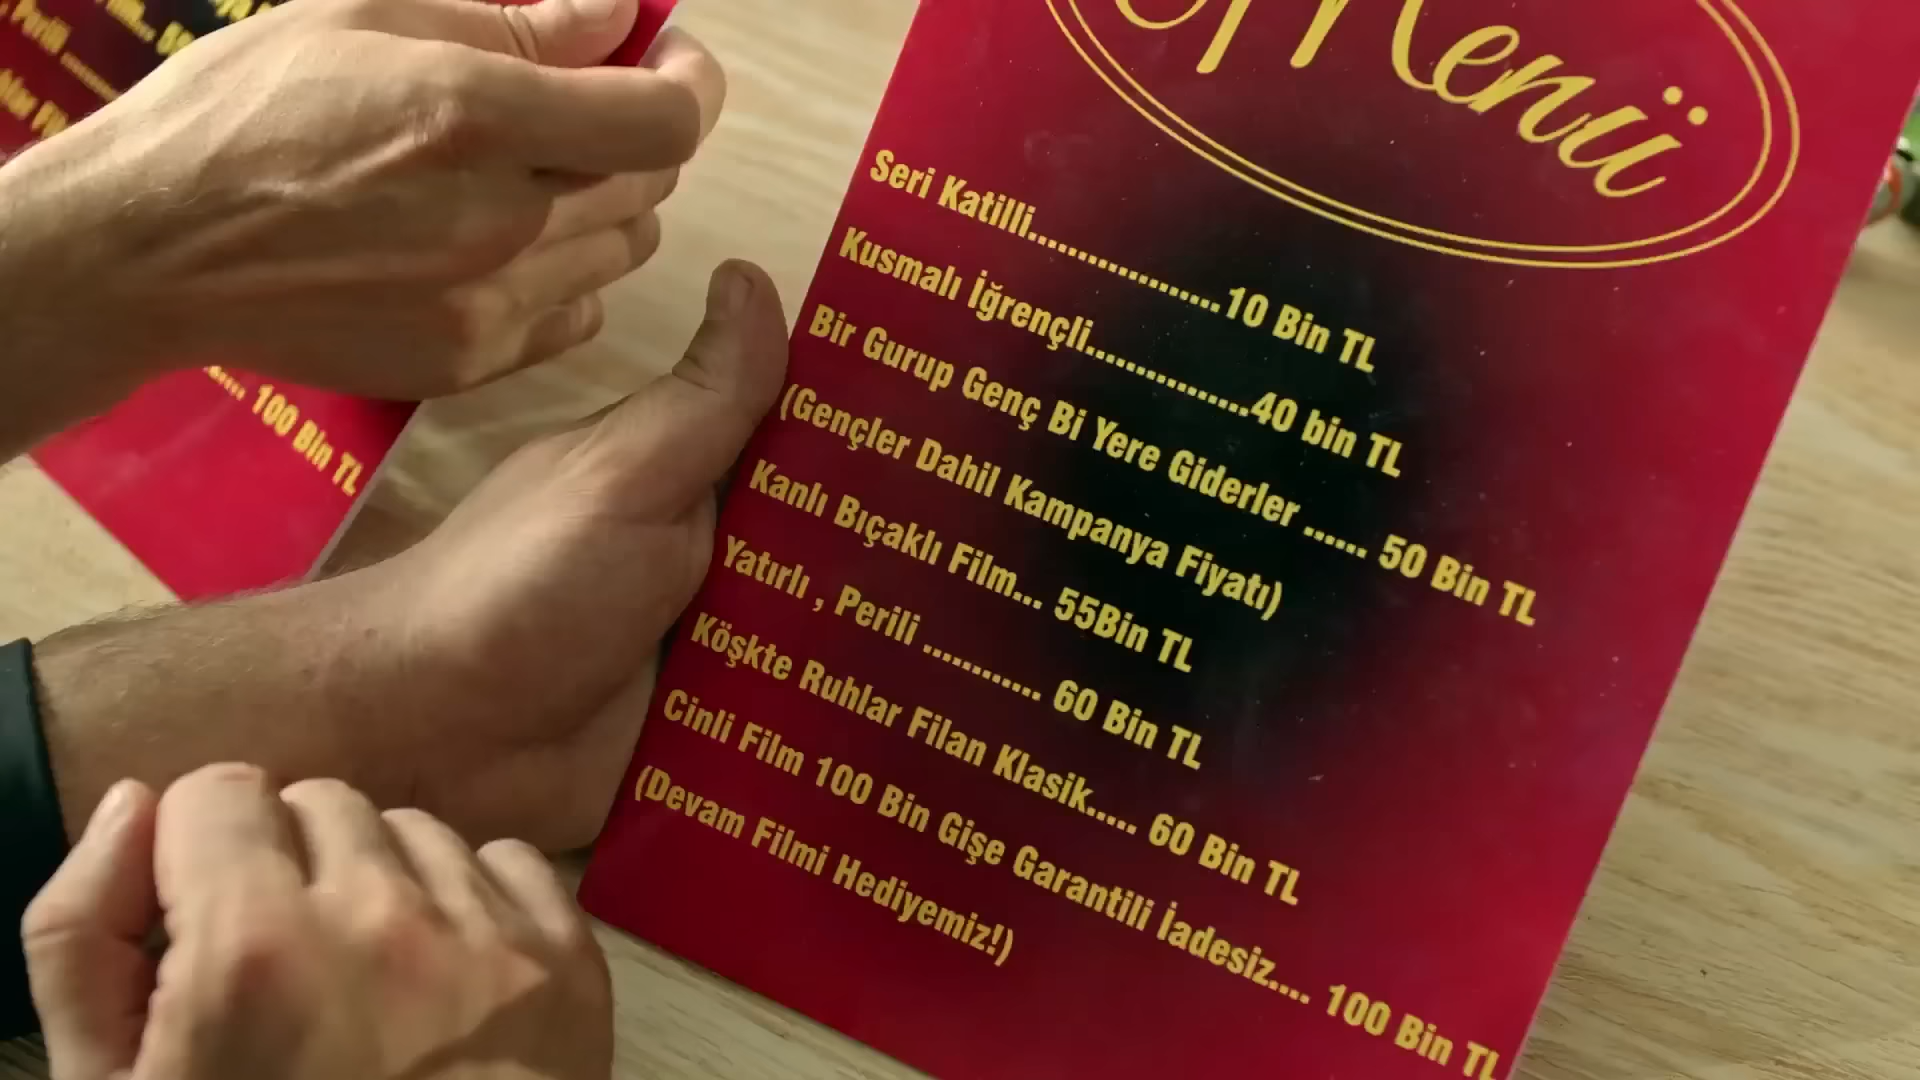 Menü
Seri Katilli....................10 Bin TL
Kusmalı İğrençli.................40 bin TL
Bir Gurup Genç Bi Yere Giderler ...... 50 Bin TL
(Gençler Dahil Kampanya Fiyatı)
Kanlı Bıçaklı Film... 55Bin TL
Yatırlı , Perili ............ 60 Bin TL
Köşkte Ruhlar Filan Klasik..... 60 Bin TL
Cinli Film 100 Bin Gişe Garantili İadesiz.... 100 Bin TL
(Devam Filmi Hediyemiz!)
100 Bin TL